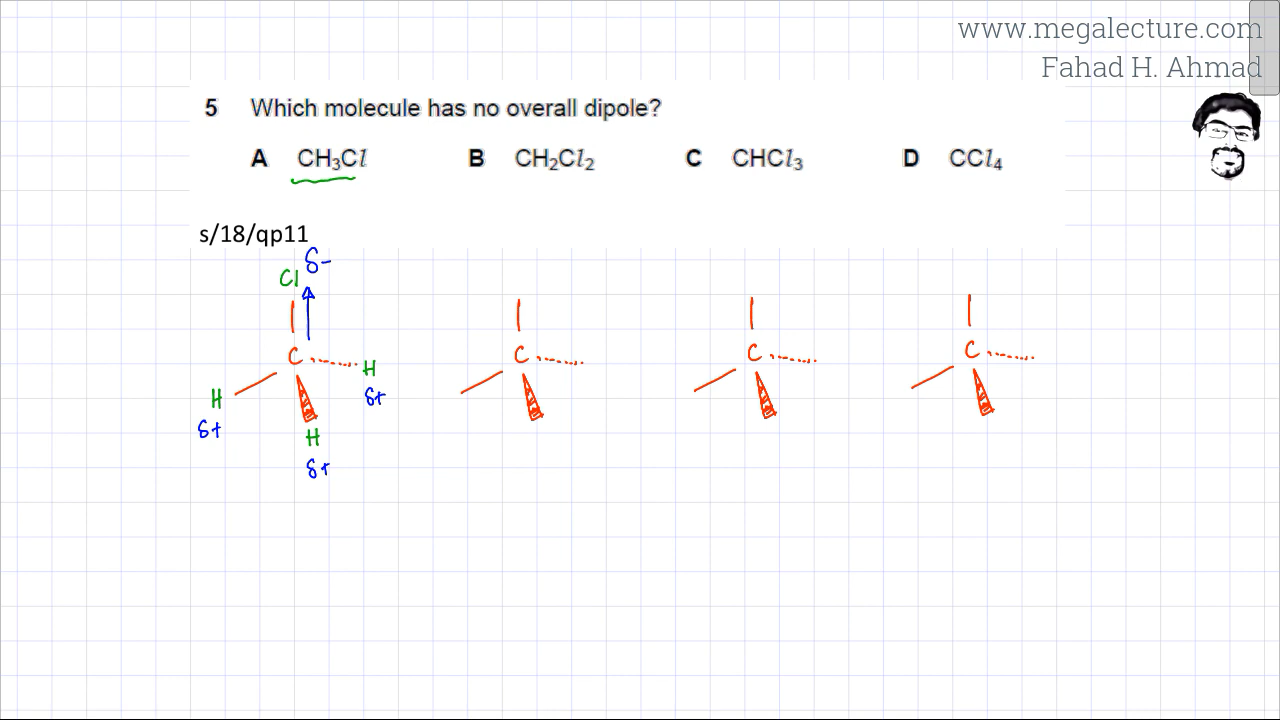 www.megalecture.com
Fahad H. Ahmad
5 Which molecule has no overall dipole?
A CH₃Cl B CH₂Cl₂ C CHCl₃ D CCl₄
s/18/qp11
δ-
Cl
C C C C
H
H δ+
δ+
H
δ+